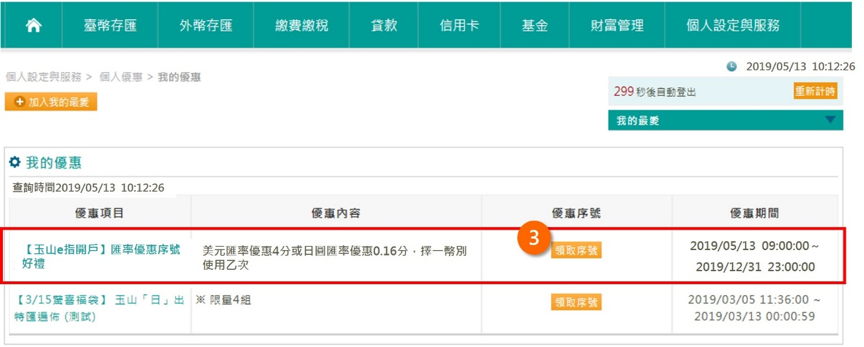 臺幣存匯 外幣存匯 繳費繳稅 貸款 信用卡 基金 財富管理 個人設定與服務
2019/05/13 10:12:26
個人設定與服務 > 個人優惠 > 我的優惠
299 秒後自動登出 重新計時
加入我的最愛
我的最愛
我的優惠
查詢時間2019/05/13 10:12:26
優惠項目 優惠內容 優惠序號 優惠期間
3
【玉山e指開戶】匯率優惠序號 美元匯率優惠4分或日圓匯率優惠0.16分，擇一幣別 領取序號 2019/05/13 09:00:00～
好禮 使用乙次 2019/12/31 23:00:00
【3/15驚喜福袋】 玉山「日」出 ※ 限量4組 領取序號 2019/03/05 11:36:00 ~
特匯遍佈 (測試) 2019/03/13 00:00:59